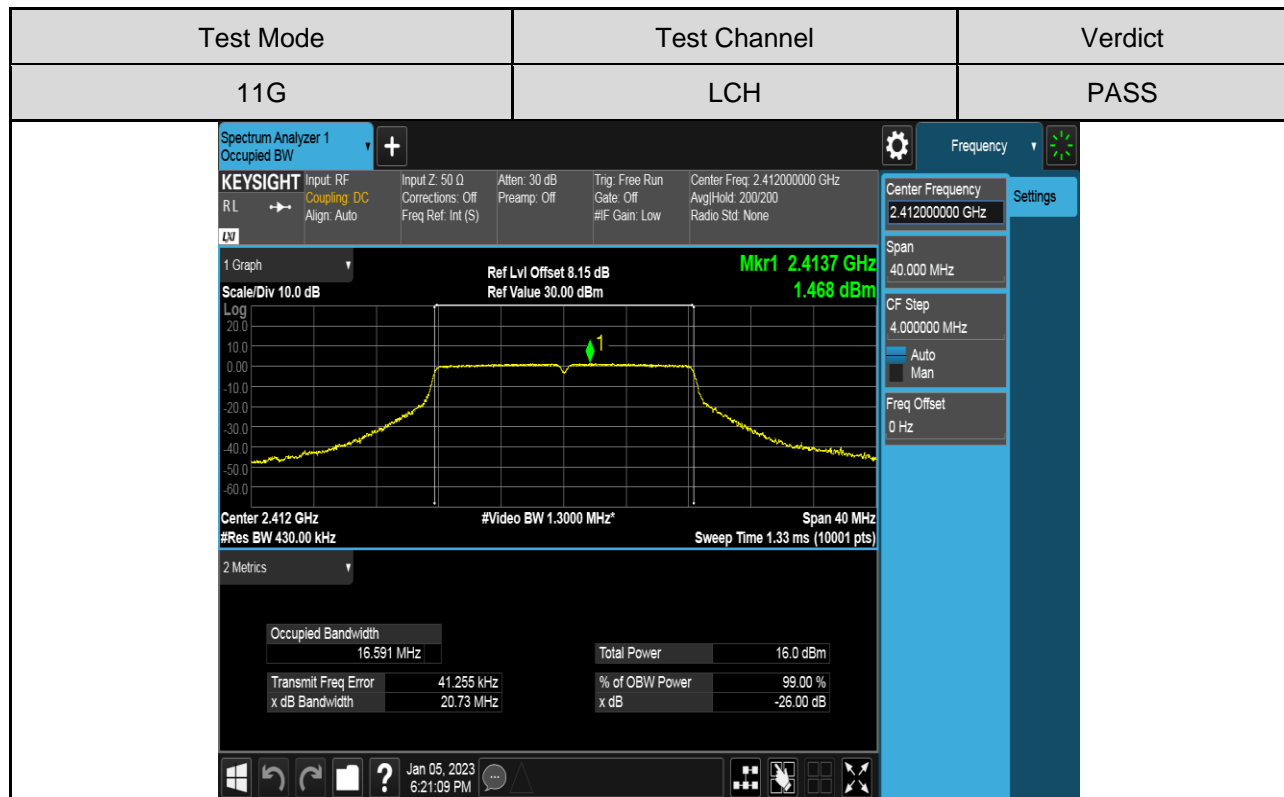 Test Mode Test Channel Verdict
11G LCH PASS
Spectrum Analyzer 1
Occupied BW
+
Frequency
KEYSIGHT Input: RF Input Z: 50 Ω Atten: 30 dB Trig: Free Run Center Freq: 2.412000000 GHz
RL Coupling: DC Corrections: Off Preamp: Off Gate: Off Avg|Hold: 200/200
Align: Auto Freq Ref: Int (S) #IF Gain: Low Radio Std: None
LXI
Center Frequency
2.412000000 GHz
Settings
Span
40.000 MHz
CF Step
4.000000 MHz
Auto
Man
Freq Offset
0 Hz
1 Graph Ref Lvl Offset 8.15 dB Mkr1 2.4137 GHz
Scale/Div 10.0 dB Ref Value 30.00 dBm 1.468 dBm
Log
20.0
10.0
1
0.00
-10.0
-20.0
-30.0
-40.0
-50.0
-60.0
Center 2.412 GHz #Video BW 1.3000 MHz* Span 40 MHz
#Res BW 430.00 kHz Sweep Time 1.33 ms (10001 pts)
2 Metrics
Occupied Bandwidth
16.591 MHz Total Power 16.0 dBm
Transmit Freq Error 41.255 kHz % of OBW Power 99.00 %
x dB Bandwidth 20.73 MHz x dB -26.00 dB
? Jan 05, 2023
6:21:09 PM